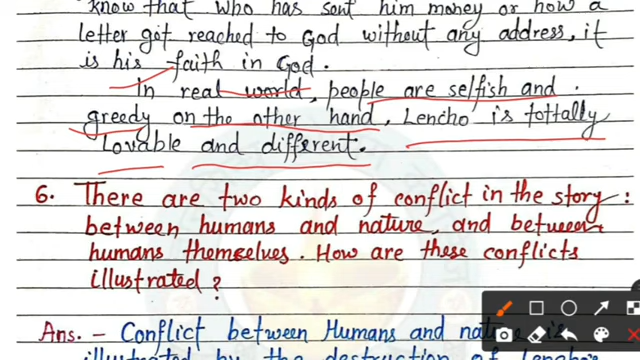 know that who has sent him money or how a
letter got reached to God without any address, it
is his faith in God.
In real world, people are selfish and
greedy on the other hand, Lencho is tottally
Lovable and different.
6. There are two kinds of conflict in the story:
between humans and nature, and between
humans themselves. How are these conflicts
illustrated?
Ans. - Conflict between Humans and nature is
illustrated by the destruction of Lencho's